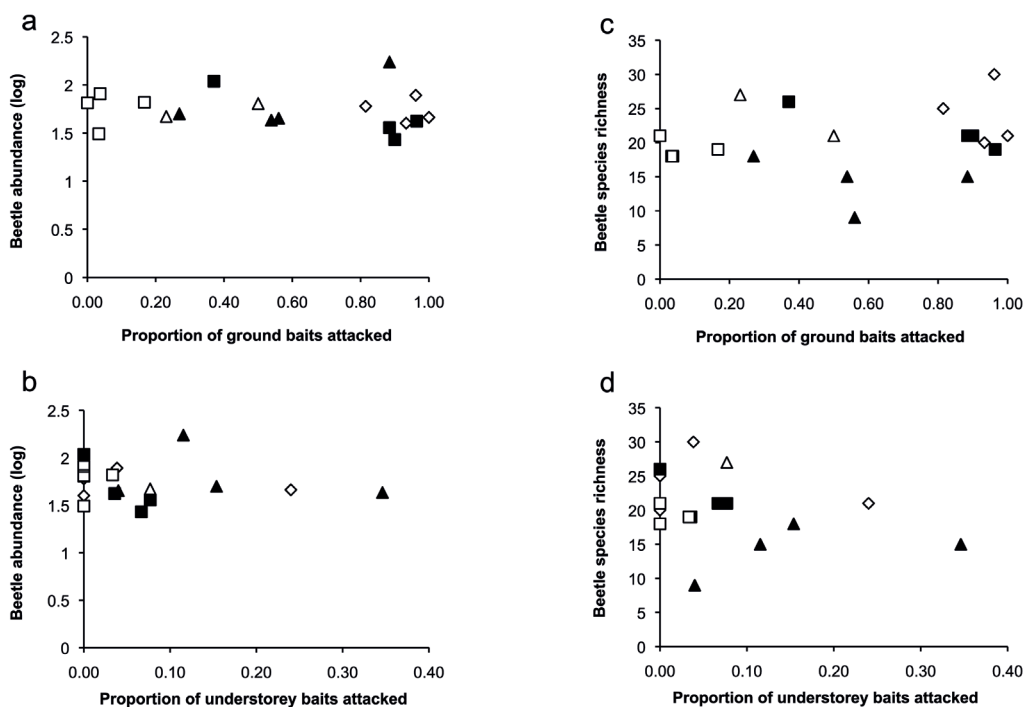 a
2.5
2
1.5
1
0.5
0
Beetle abundance (log)
0.00 0.20 0.40 0.60 0.80 1.00
Proportion of ground baits attacked
c
35
30
25
20
15
10
5
0
Beetle species richness
0.00 0.20 0.40 0.60 0.80 1.00
Proportion of ground baits attacked
b
2.5
2
1.5
1
0.5
0
Beetle abundance (log)
0.00 0.10 0.20 0.30 0.40
Proportion of understorey baits attacked
d
35
30
25
20
15
10
5
0
Beetle species richness
0.00 0.10 0.20 0.30 0.40
Proportion of understorey baits attacked